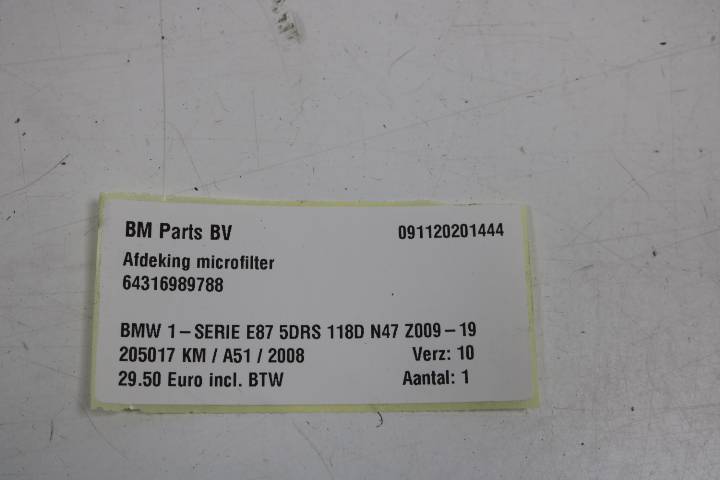 BM Parts BV 091120201444
Afdeking microfilter
64316989788
BMW 1-SERIE E87 5DRS 118D N47 Z009-19
205017 KM / A51 / 2008 Verz: 10
29.50 Euro incl. BTW Aantal: 1